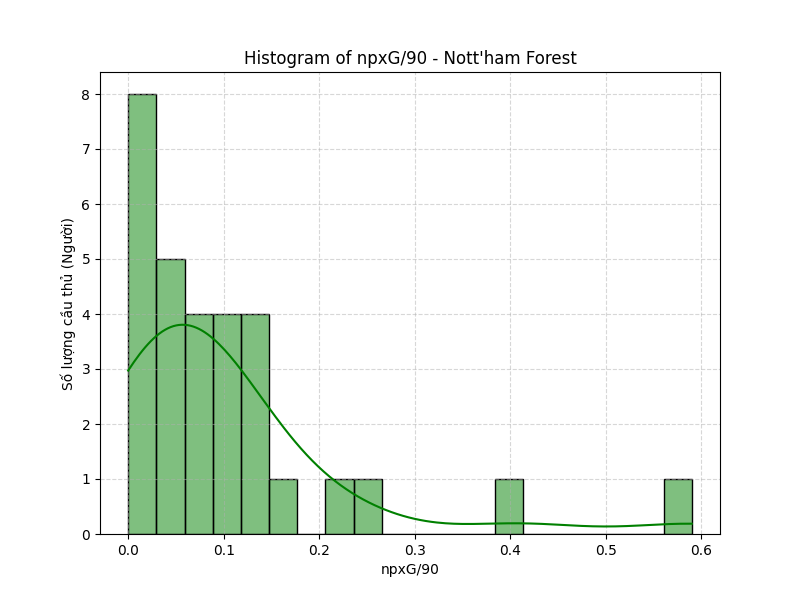 Histogram of npxG/90 - Nott'ham Forest
Số lượng cầu thủ (Người)
8
7
6
5
4
3
2
1
0
0.0 0.1 0.2 0.3 0.4 0.5 0.6
npxG/90